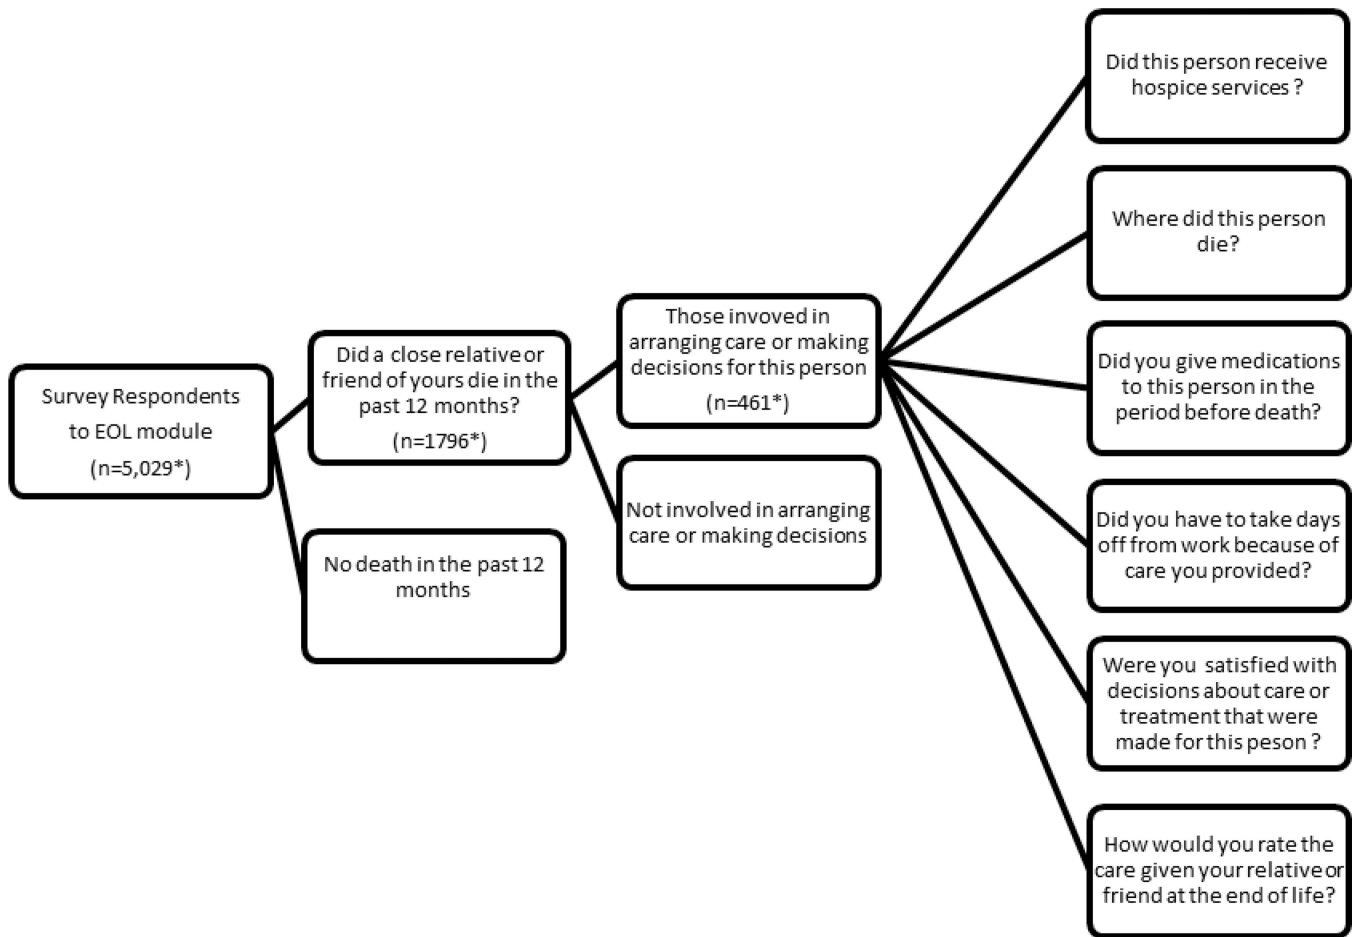 Survey Respondents
to EOL module
(n=5,029*)
Did a close relative or
friend of yours die in the
past 12 months?
(n=1796*)
No death in the past 12
months
Those invoved in
arranging care or making
decisions for this person
(n=461*)
Not involved in arranging
care or making decisions
Did this person receive
hospice services ?
Where did this person
die?
Did you give medications
to this person in the
period before death?
Did you have to take days
off from work because of
care you provided?
Were you satisfied with
decisions about care or
treatment that were
made for this peson ?
How would you rate the
care given your relative or
friend at the end of life?